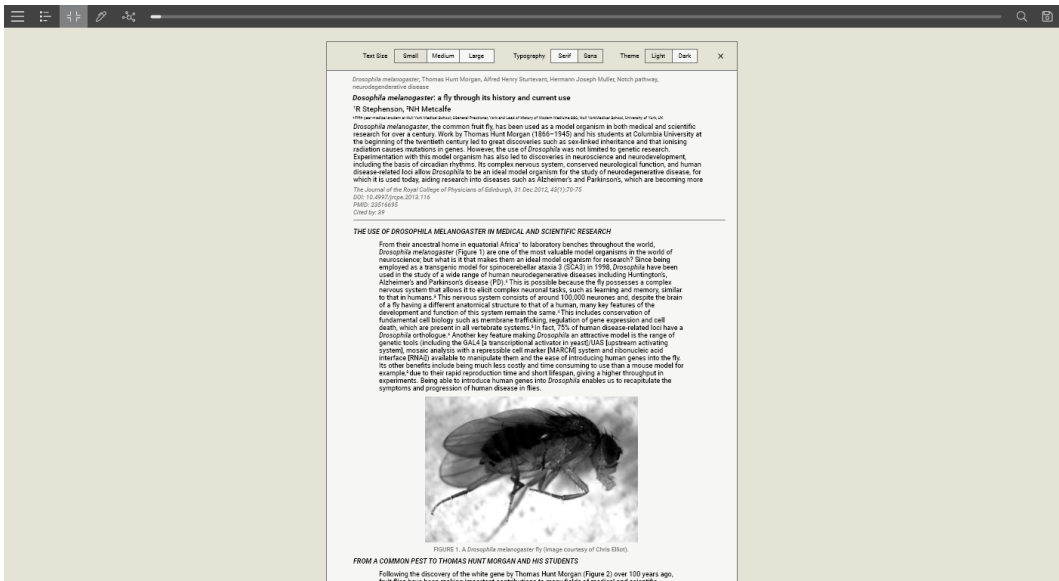 Text Size Small Medium Large Typography Serif Sans Theme Light Dark ×
Drosophila melanogaster, Thomas Hunt Morgan, Alfred Henry Sturtevant, Hermann Joseph Muller, Notch pathway,
neurodegenderative disease
Dosophila melanogaster: a fly through its history and current use
¹R Stephenson, ²NH Metcalfe
Drosophila melanogaster, the common fruit fly, has been used as a model organism in both medical and scientific
research for over a century. Work by Thomas Hunt Morgan (1866–1945) and his students at Columbia University at
the beginning of the twentieth century led to great discoveries such as sex-linked inheritance and that ionising
radiation causes mutations in genes. However, the use of Drosophila was not limited to genetic research.
Experimentation with this model organism has also led to discoveries in neuroscience and neurodevelopment,
including the basis of circadian rhythms. Its complex nervous system, conserved neurological function, and human
disease-related loci allow Drosophila to be an ideal model organism for the study of neurodegenerative disease, for
which it is used today, aiding research into diseases such as Alzheimer's and Parkinson's, which are becoming more
The Journal of the Royal College of Physicians of Edinburgh, 31 Dec 2012, 43(1):70-75
DOI: 10.4997/jrcpe.2013.116
PMID: 23516695
Cited by: 39
THE USE OF DROSOPHILA MELANOGASTER IN MEDICAL AND SCIENTIFIC RESEARCH
From their ancestral home in equatorial Africa¹ to laboratory benches throughout the world,
Drosophila melanogaster (Figure 1) are one of the most valuable model organisms in the world of
neuroscience; but what is it that makes them an ideal model organism for research? Since being
employed as a transgenic model for spinocerebellar ataxia 3 (SCA3) in 1998, Drosophila have been
used in the study of a wide range of human neurodegenerative diseases including Huntington's,
Alzheimer's and Parkinson's disease (PD). This is possible because the fly possesses a complex
nervous system that allows it to elicit complex neuronal tasks, such as learning and memory, similar
to that in humans. This nervous system consists of around 100,000 neurones and, despite the brain
of a fly having a different anatomical structure to that of a human, many key features of the
development and function of this system remain the same. This includes conservation of
fundamental cell biology such as membrane trafficking, regulation of gene expression and cell
death, which are present in all vertebrate systems. In fact, 75% of human disease-related loci have a
Drosophila orthologue. Another key feature making Drosophila an attractive model is the range of
genetic tools (including the GAL4 [a transcriptional activator in yeast]/UAS [upstream activating
system], mosaic analysis with a repressible cell marker [MARCM] system and ribonucleic acid
interface [RNAi]) available to manipulate them and the ease of introducing human genes into the fly.
Its other benefits include being much less costly and time consuming to use than a mouse model for
example, due to their rapid reproduction time and short lifespan, giving a higher throughput in
experiments. Being able to introduce human genes into Drosophila enables us to recapitulate the
symptoms and progression of human disease in flies.
FIGURE 1. A Drosophila melanogaster fly (image courtesy of Chris Elliot).
FROM A COMMON PEST TO THOMAS HUNT MORGAN AND HIS STUDENTS
Following the discovery of the white gene by Thomas Hunt Morgan (Figure 2) over 100 years ago,